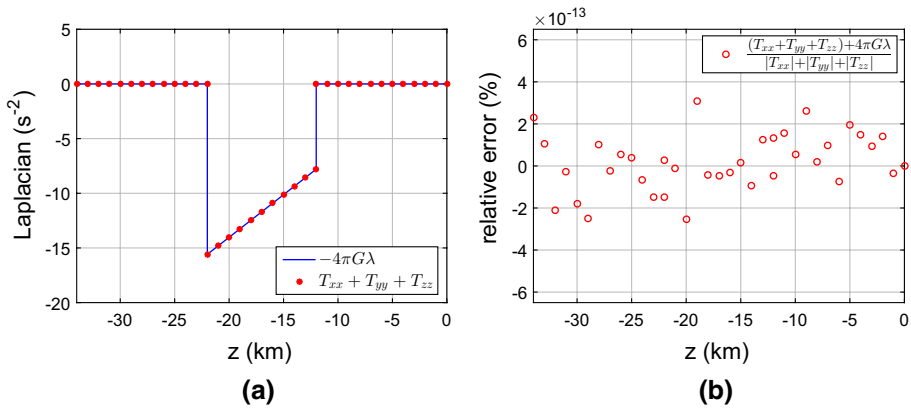 5
0
-5
-10
-15
-20
Laplacian (s⁻²)
-30 -25 -20 -15 -10 -5 0
z (km)
−4πGλ
T_xx + T_yy + T_zz
(a)
×10⁻¹³
6
4
2
0
-2
-4
-6
relative error (%)
-30 -25 -20 -15 -10 -5 0
z (km)
(T_xx+T_yy+T_zz)+4πGλ
|T_xx|+|T_yy|+|T_zz|
(b)